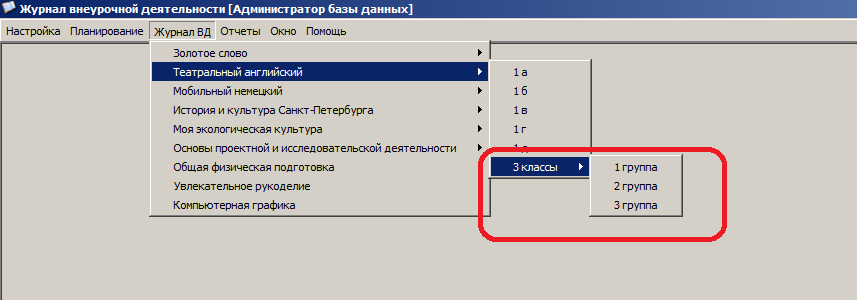 Журнал внеурочной деятельности [Администратор базы данных]
Настройка Планирование Журнал ВД Отчеты Окно Помощь
Золотое слово
Театральный английский
Мобильный немецкий
История и культура Санкт-Петербурга
Моя экологическая культура
Основы проектной и исследовательской деятельности
Общая физическая подготовка
Увлекательное рукоделие
Компьютерная графика
1 а
1 б
1 в
1 г
3 классы
1 группа
2 группа
3 группа